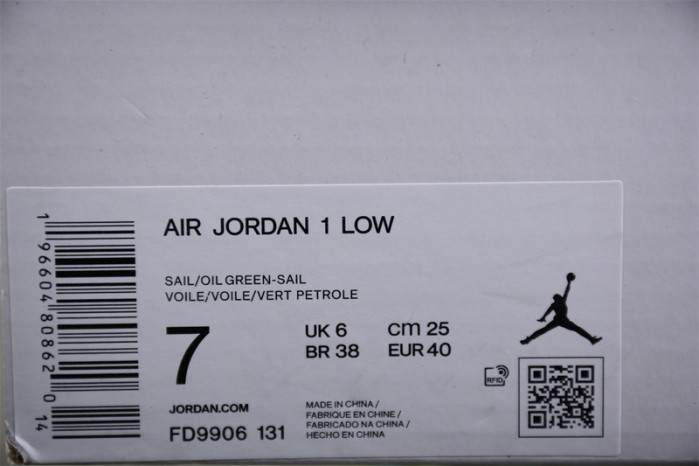 AIR JORDAN 1 LOW
SAIL/OIL GREEN-SAIL
VOILE/VOILE/VERT PETROLE
7
UK 6 cm 25
BR 38 EUR 40
RFID
JORDAN.COM
FD9906 131
MADE IN CHINA /
FABRIQUE EN CHINE /
FABRICADO NA CHINA /
HECHO EN CHINA
1 96604 80862 0 14